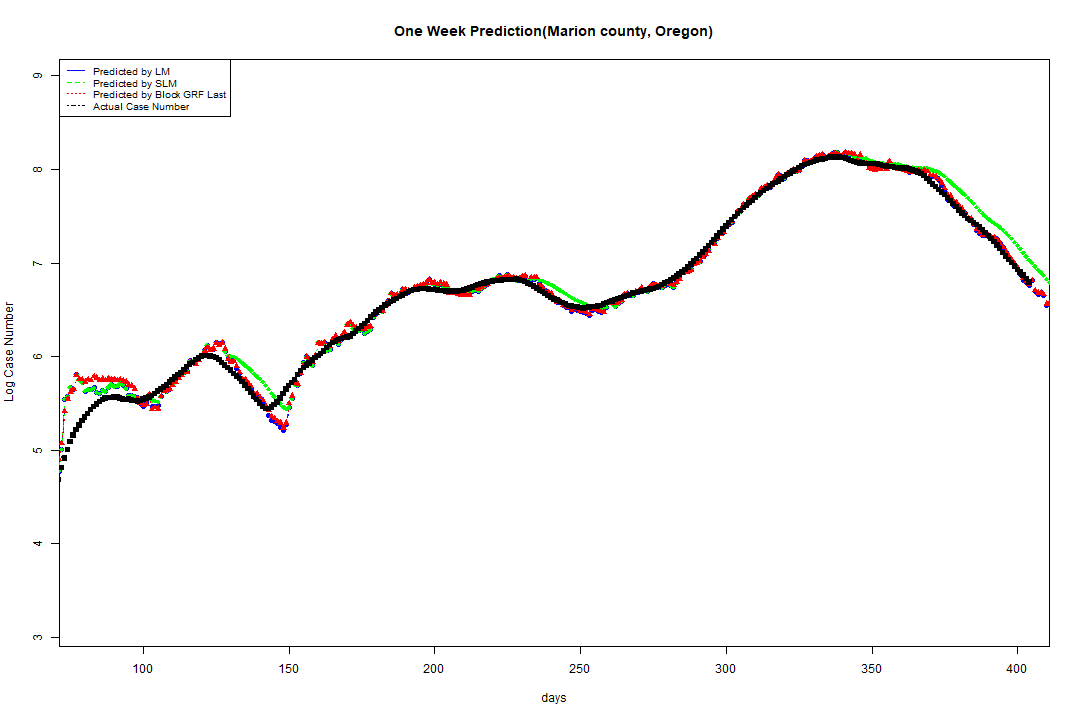 One Week Prediction(Marion county, Oregon)
Predicted by LM
Predicted by SLM
Predicted by Block GRF Last
Actual Case Number
9
8
7
6
5
4
3
Log Case Number
100 150 200 250 300 350 400
days